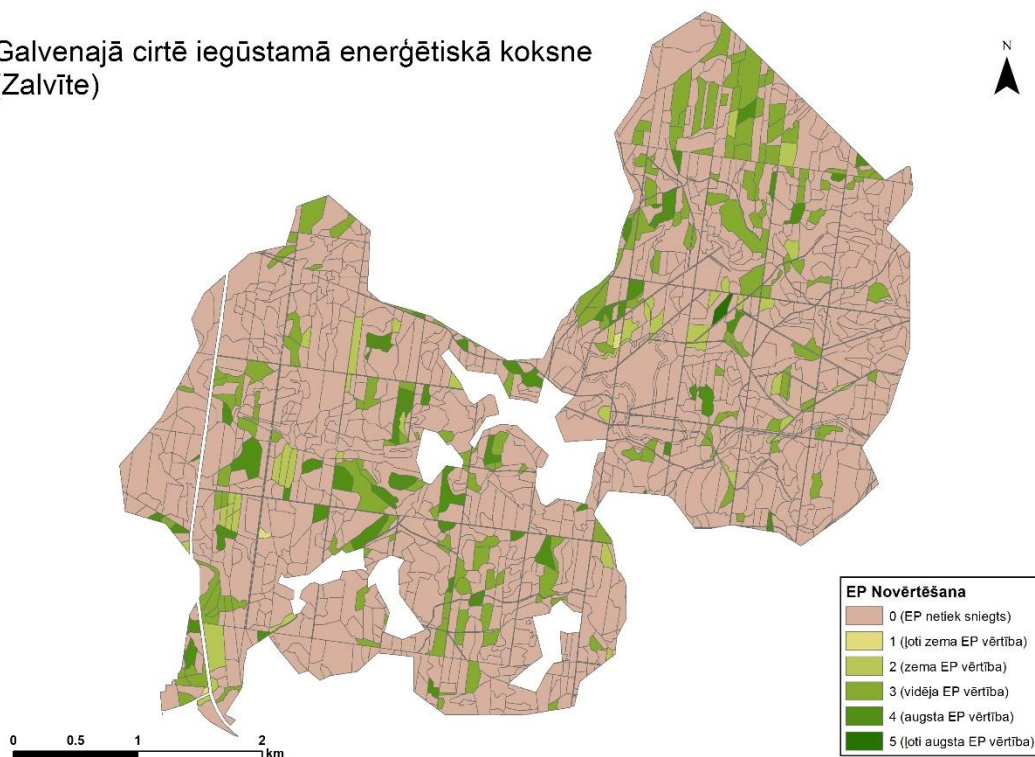 Galvenajā cirtē iegūstamā enerģētiskā koksne
(Zalvīte)
N
EP Novērtēšana
0 (EP netiek sniegts)
1 (ļoti zema EP vērtība)
2 (zema EP vērtība)
3 (vidēja EP vērtība)
4 (augsta EP vērtība)
5 (ļoti augsta EP vērtība)
0 0.5 1 2
km